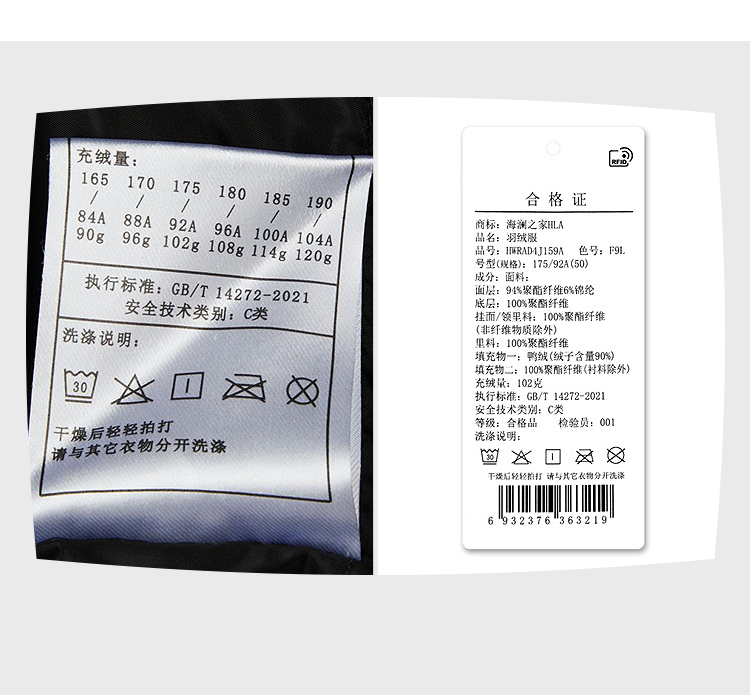 充绒量:
165 170 175 180 185 190
/ / / / / /
84A 88A 92A 96A 100A 104A
90g 96g 102g 108g 114g 120g
执行标准: GB/T 14272-2021
安全技术类别: C类
洗涤说明:
30
干燥后轻轻拍打
请与其它衣物分开洗涤
RFID
合格证
商标: 海澜之家HLA
品名: 羽绒服
品号: HWRAD4J159A 色号: F9L
号型(规格): 175/92A(50)
成分: 面料:
面层: 94%聚酯纤维6%锦纶
底层: 100%聚酯纤维
挂面/领里料: 100%聚酯纤维
(非纤维物质除外)
里料: 100%聚酯纤维
填充物一: 鸭绒(绒子含量90%)
填充物二: 100%聚酯纤维(衬料除外)
充绒量: 102克
执行标准: GB/T 14272-2021
安全技术类别: C类
等级: 合格品 检验员: 001
洗涤说明:
30
干燥后轻轻拍打 请与其它衣物分开洗涤
6 932376 363219